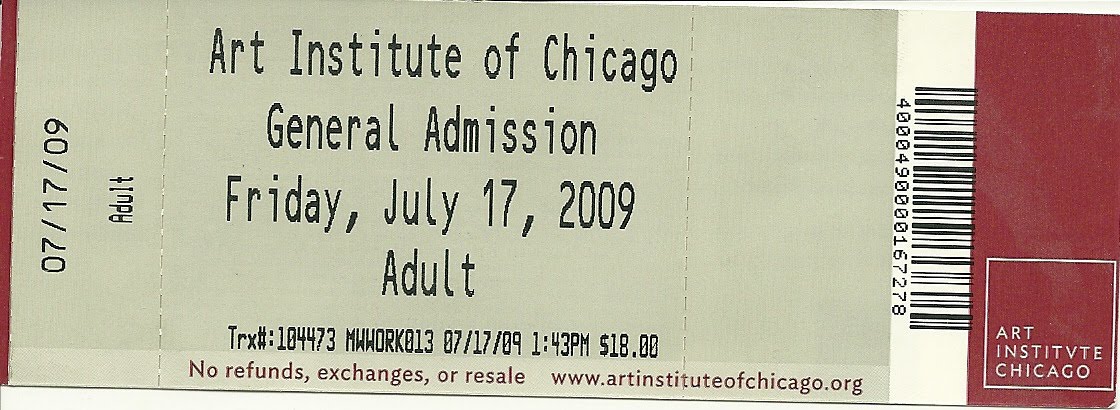 07/17/09
Adult
Art Institute of Chicago
General Admission
Friday, July 17, 2009
Adult
Trx#:104473 MWWORK013 07/17/09 1:43PM $18.00
No refunds, exchanges, or resale www.artinstituteofchicago.org
400004900000167278
ART
INSTITVTE
CHICAGO